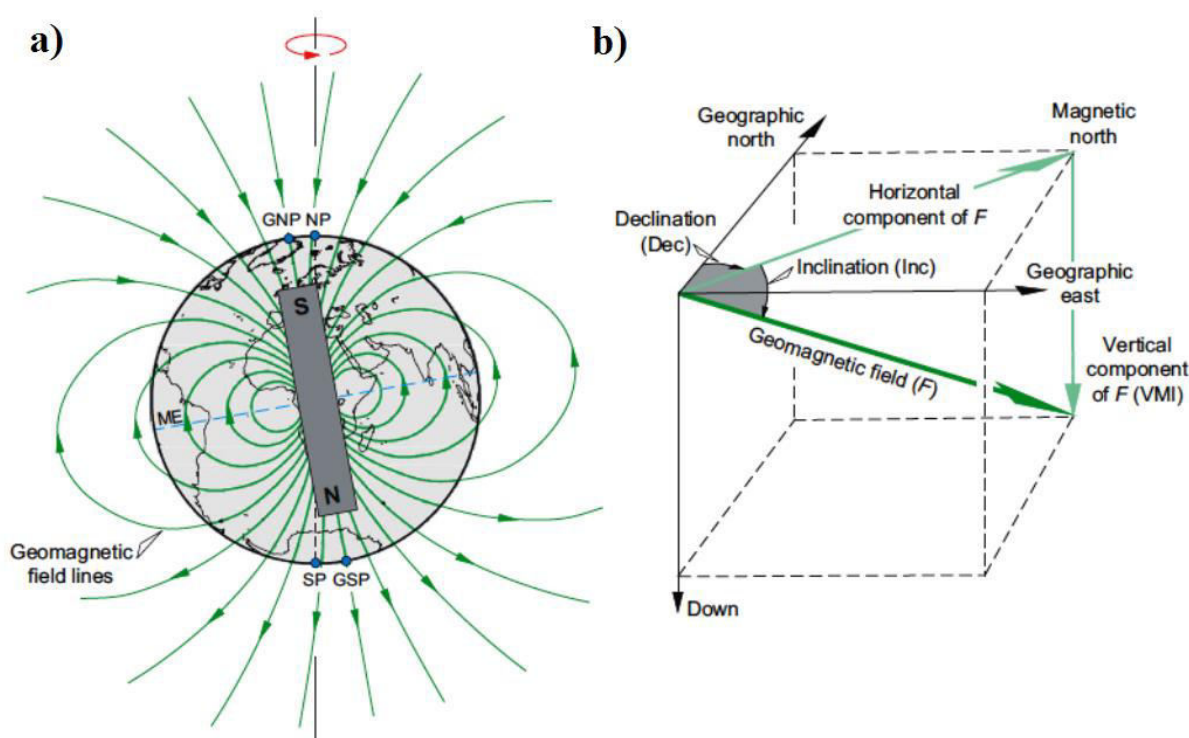 a)
GNP NP
S
ME
N
Geomagnetic
field lines
SP GSP
b)
Geographic
north
Magnetic
north
Horizontal
component of F
Declination
(Dec)
Inclination (Inc)
Geographic
east
Geomagnetic field (F)
Vertical
component
of F (VMI)
Down